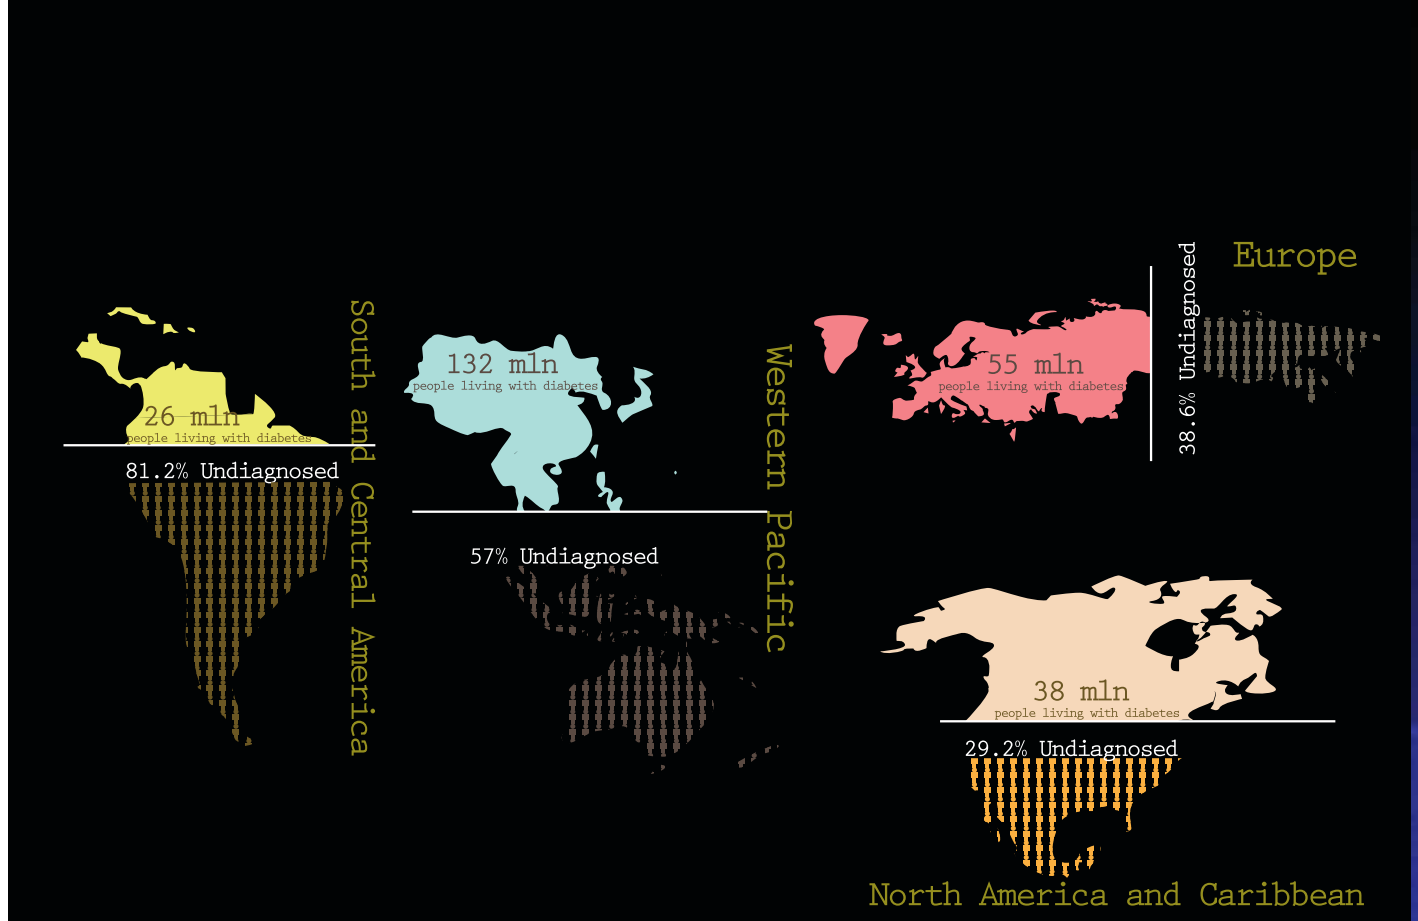 South and Central America
26 mln
people living with diabetes
81.2% Undiagnosed
Western Pacific
132 mln
people living with diabetes
57% Undiagnosed
Europe
55 mln
people living with diabetes
38.6% Undiagnosed
38 mln
people living with diabetes
29.2% Undiagnosed
North America and Caribbean